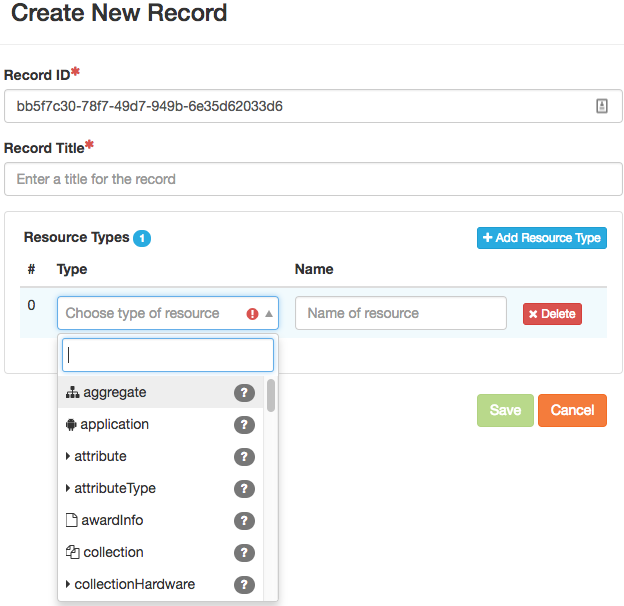 Create New Record
Record ID*
bb5f7c30-78f7-49d7-949b-6e35d62033d6
Record Title*
Enter a title for the record
Resource Types 1 + Add Resource Type
# Type Name
0 Choose type of resource ! Name of resource × Delete
aggregate ?
application ?
attribute ?
attributeType ?
awardInfo ?
collection ?
collectionHardware ?
Save Cancel